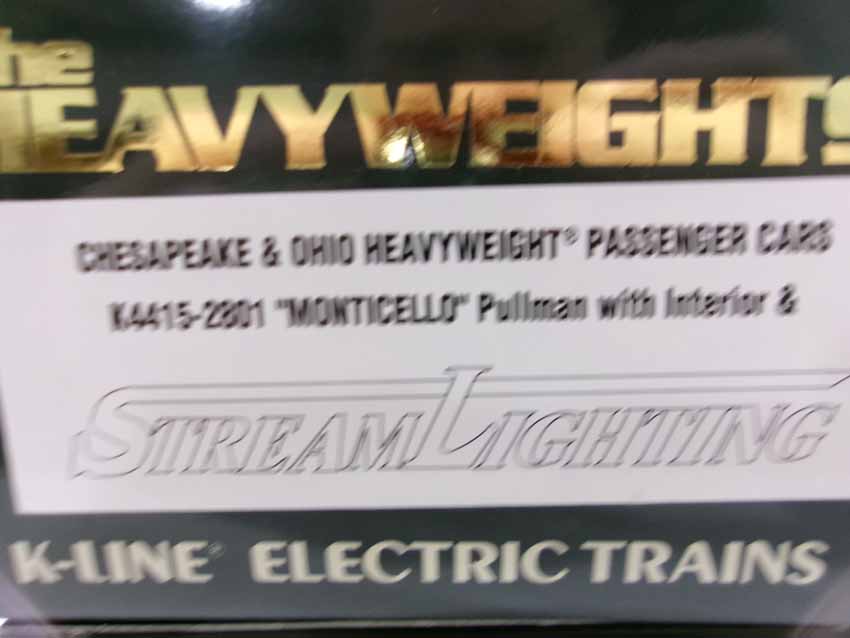 the
HEAVYWEIGHTS
CHESAPEAKE & OHIO HEAVYWEIGHT® PASSENGER CARS
K4415-2801 "MONTICELLO" Pullman with Interior &
STREAMLIGHTING
K-LINE® ELECTRIC TRAINS